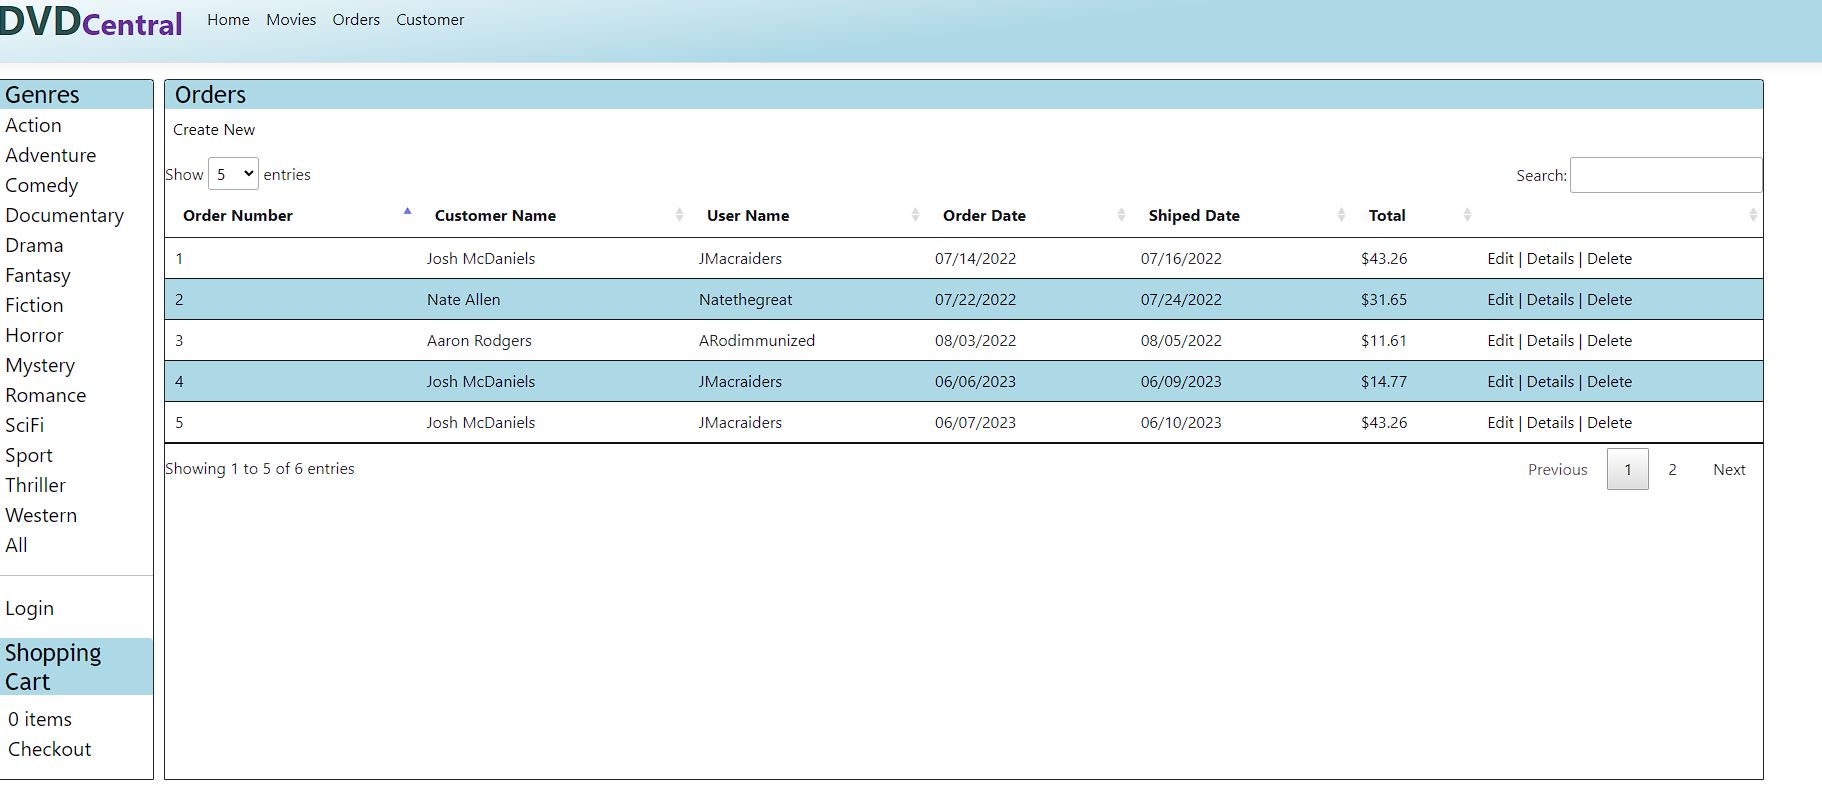 DVDCentral Home Movies Orders Customer
Genres
Action
Adventure
Comedy
Documentary
Drama
Fantasy
Fiction
Horror
Mystery
Romance
SciFi
Sport
Thriller
Western
All
Login
Shopping
Cart
0 items
Checkout
Orders
Create New
Show 5 entries Search:
Order Number Customer Name User Name Order Date Shiped Date Total
1 Josh McDaniels JMacraiders 07/14/2022 07/16/2022 $43.26 Edit | Details | Delete
2 Nate Allen Natethegreat 07/22/2022 07/24/2022 $31.65 Edit | Details | Delete
3 Aaron Rodgers ARodimmunized 08/03/2022 08/05/2022 $11.61 Edit | Details | Delete
4 Josh McDaniels JMacraiders 06/06/2023 06/09/2023 $14.77 Edit | Details | Delete
5 Josh McDaniels JMacraiders 06/07/2023 06/10/2023 $43.26 Edit | Details | Delete
Showing 1 to 5 of 6 entries Previous 1 2 Next